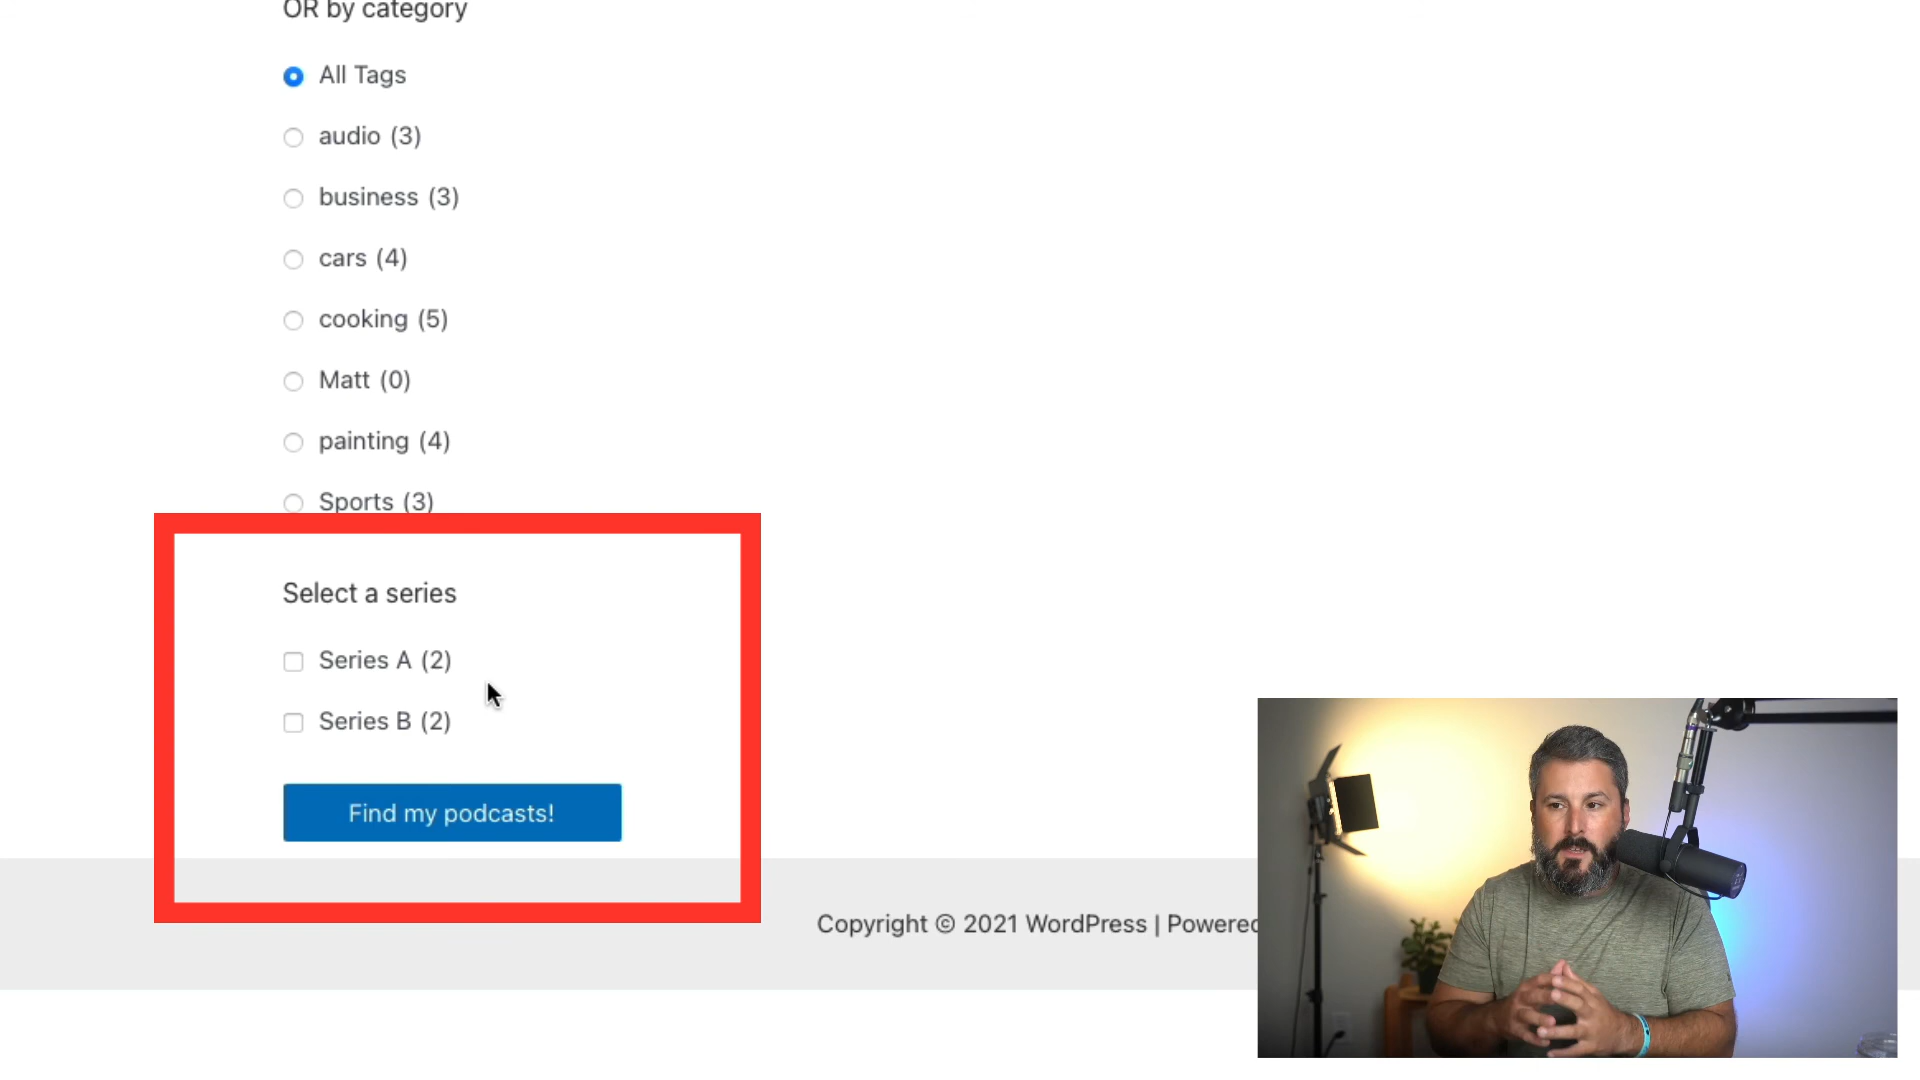 OR by category
All Tags
audio (3)
business (3)
cars (4)
cooking (5)
Matt (0)
painting (4)
Sports (3)
Select a series
Series A (2)
Series B (2)
Find my podcasts!
Copyright © 2021 WordPress | Powered